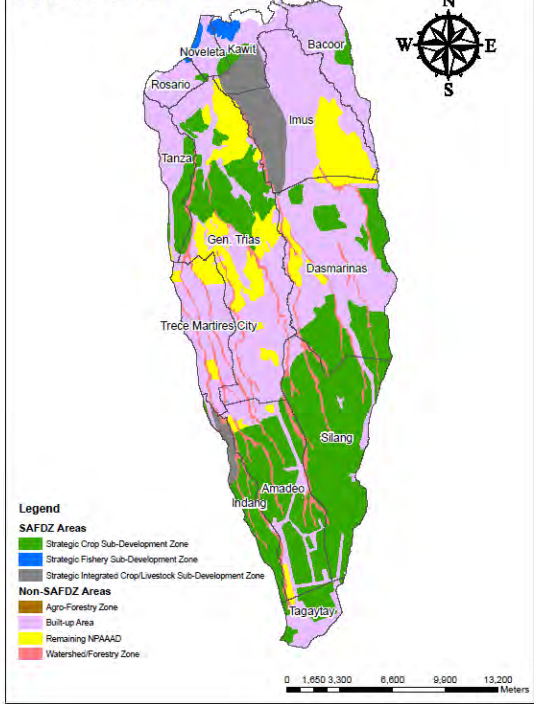 N
W E
S
Bacoor
Noveleta Kawit
Rosario
Imus
Tanza
Gen. Trias
Dasmarinas
Trece Martires City
Silang
Amadeo
Indang
Tagaytay
Legend
SAFDZ Areas
Strategic Crop Sub-Development Zone
Strategic Fishery Sub-Development Zone
Strategic Integrated Crop/Livestock Sub-Development Zone
Non-SAFDZ Areas
Agro-Forestry Zone
Built-up Area
Remaining NPAAAD
Watershed/Forestry Zone
0 1,650 3,300 6,600 9,900 13,200
Meters